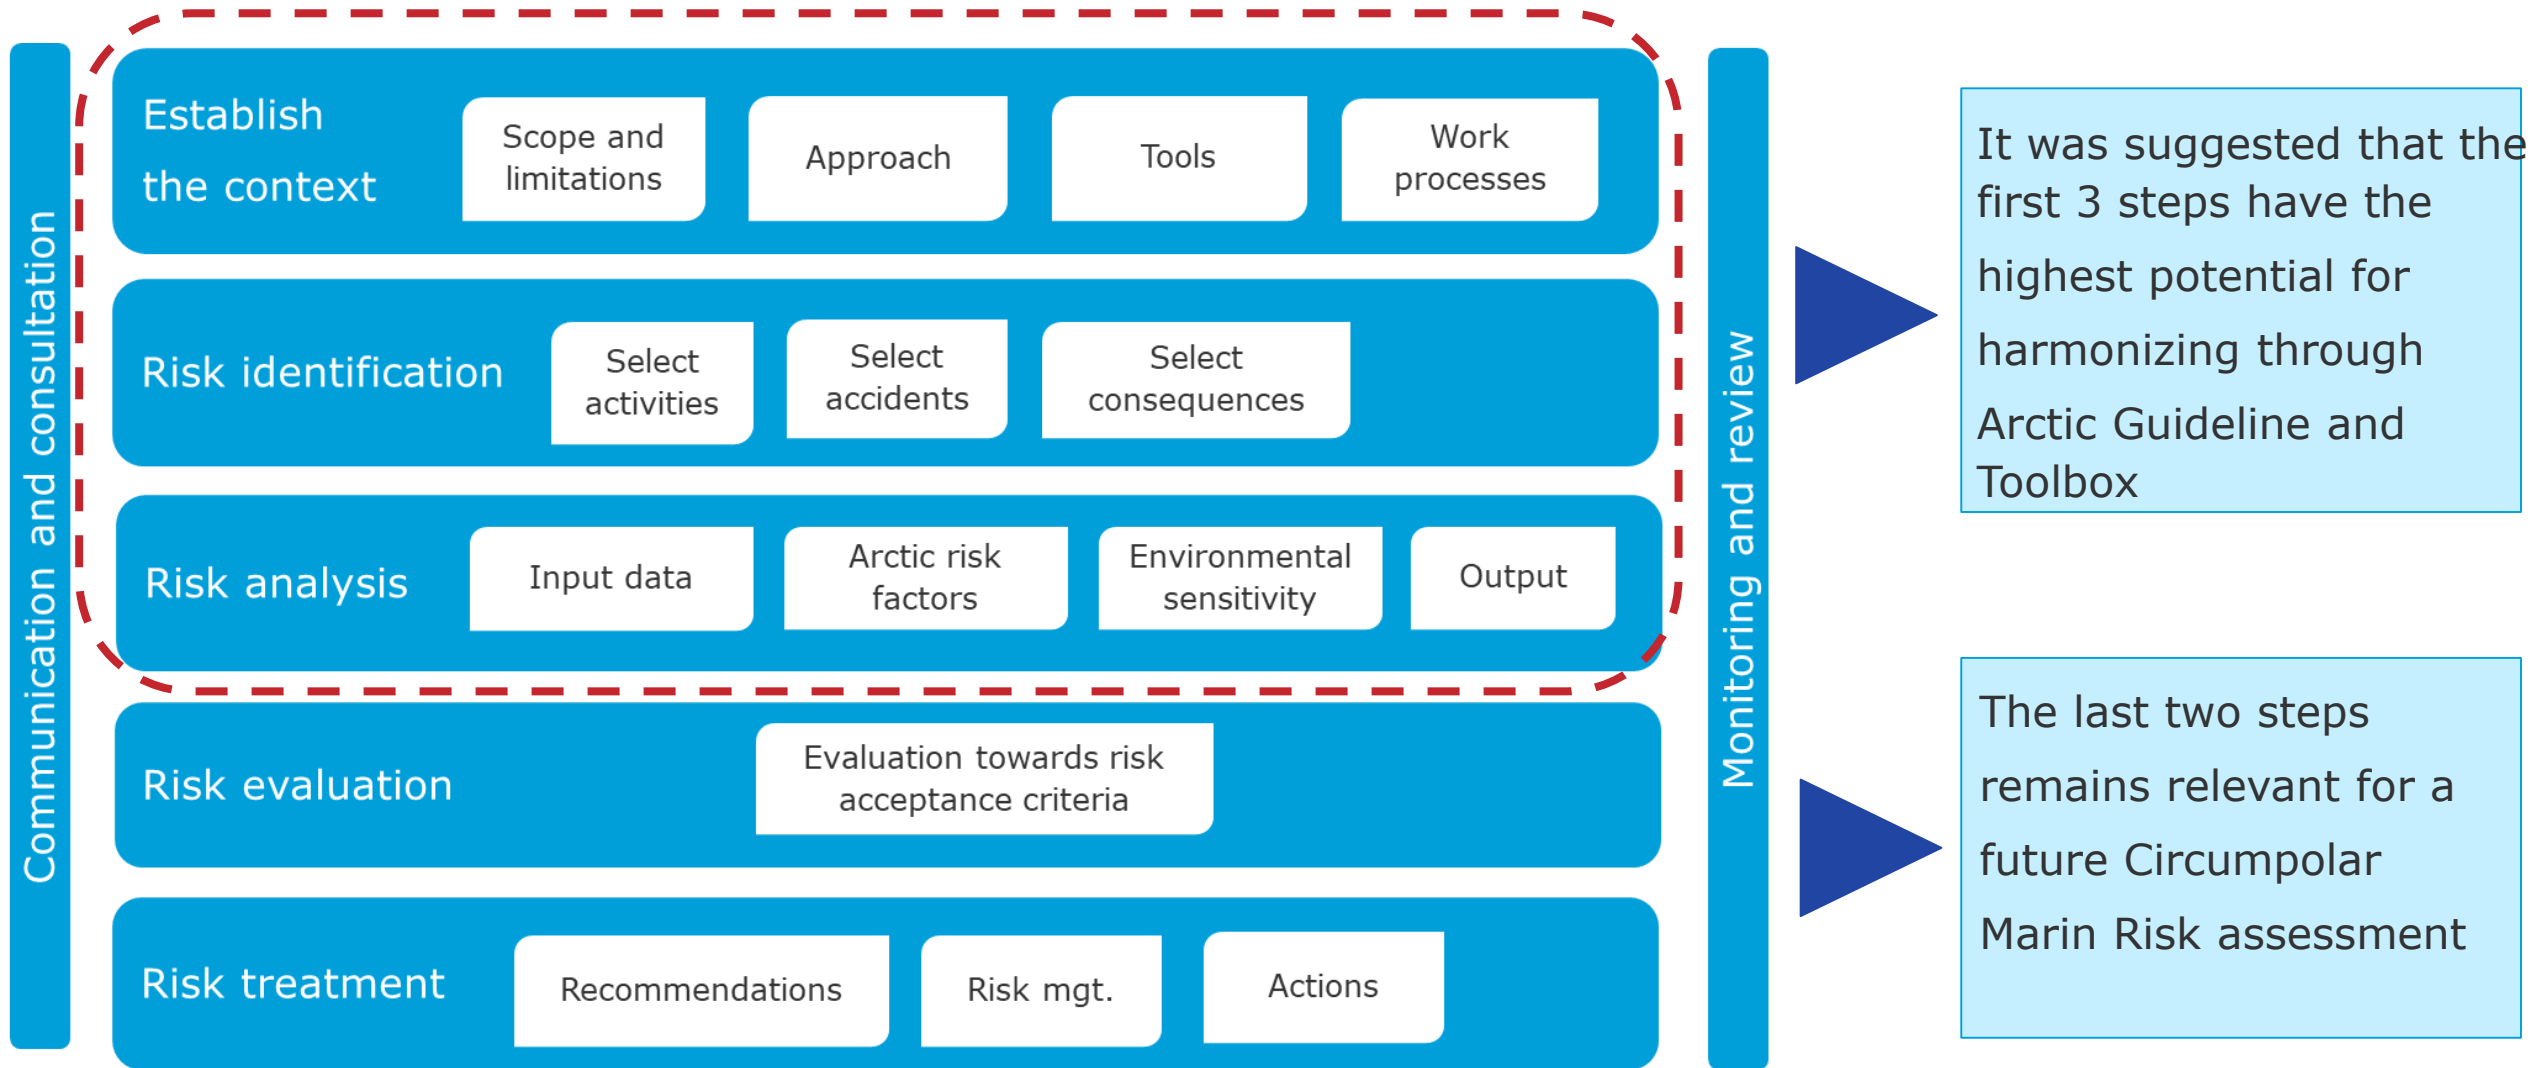 Communication and consultation
Establish
the context
Scope and
limitations
Approach
Tools
Work
processes
Risk identification
Select
activities
Select
accidents
Select
consequences
Risk analysis
Input data
Arctic risk
factors
Environmental
sensitivity
Output
Risk evaluation
Evaluation towards risk
acceptance criteria
Risk treatment
Recommendations
Risk mgt.
Actions
Monitoring and review
It was suggested that the
first 3 steps have the
highest potential for
harmonizing through
Arctic Guideline and
Toolbox
The last two steps
remains relevant for a
future Circumpolar
Marin Risk assessment